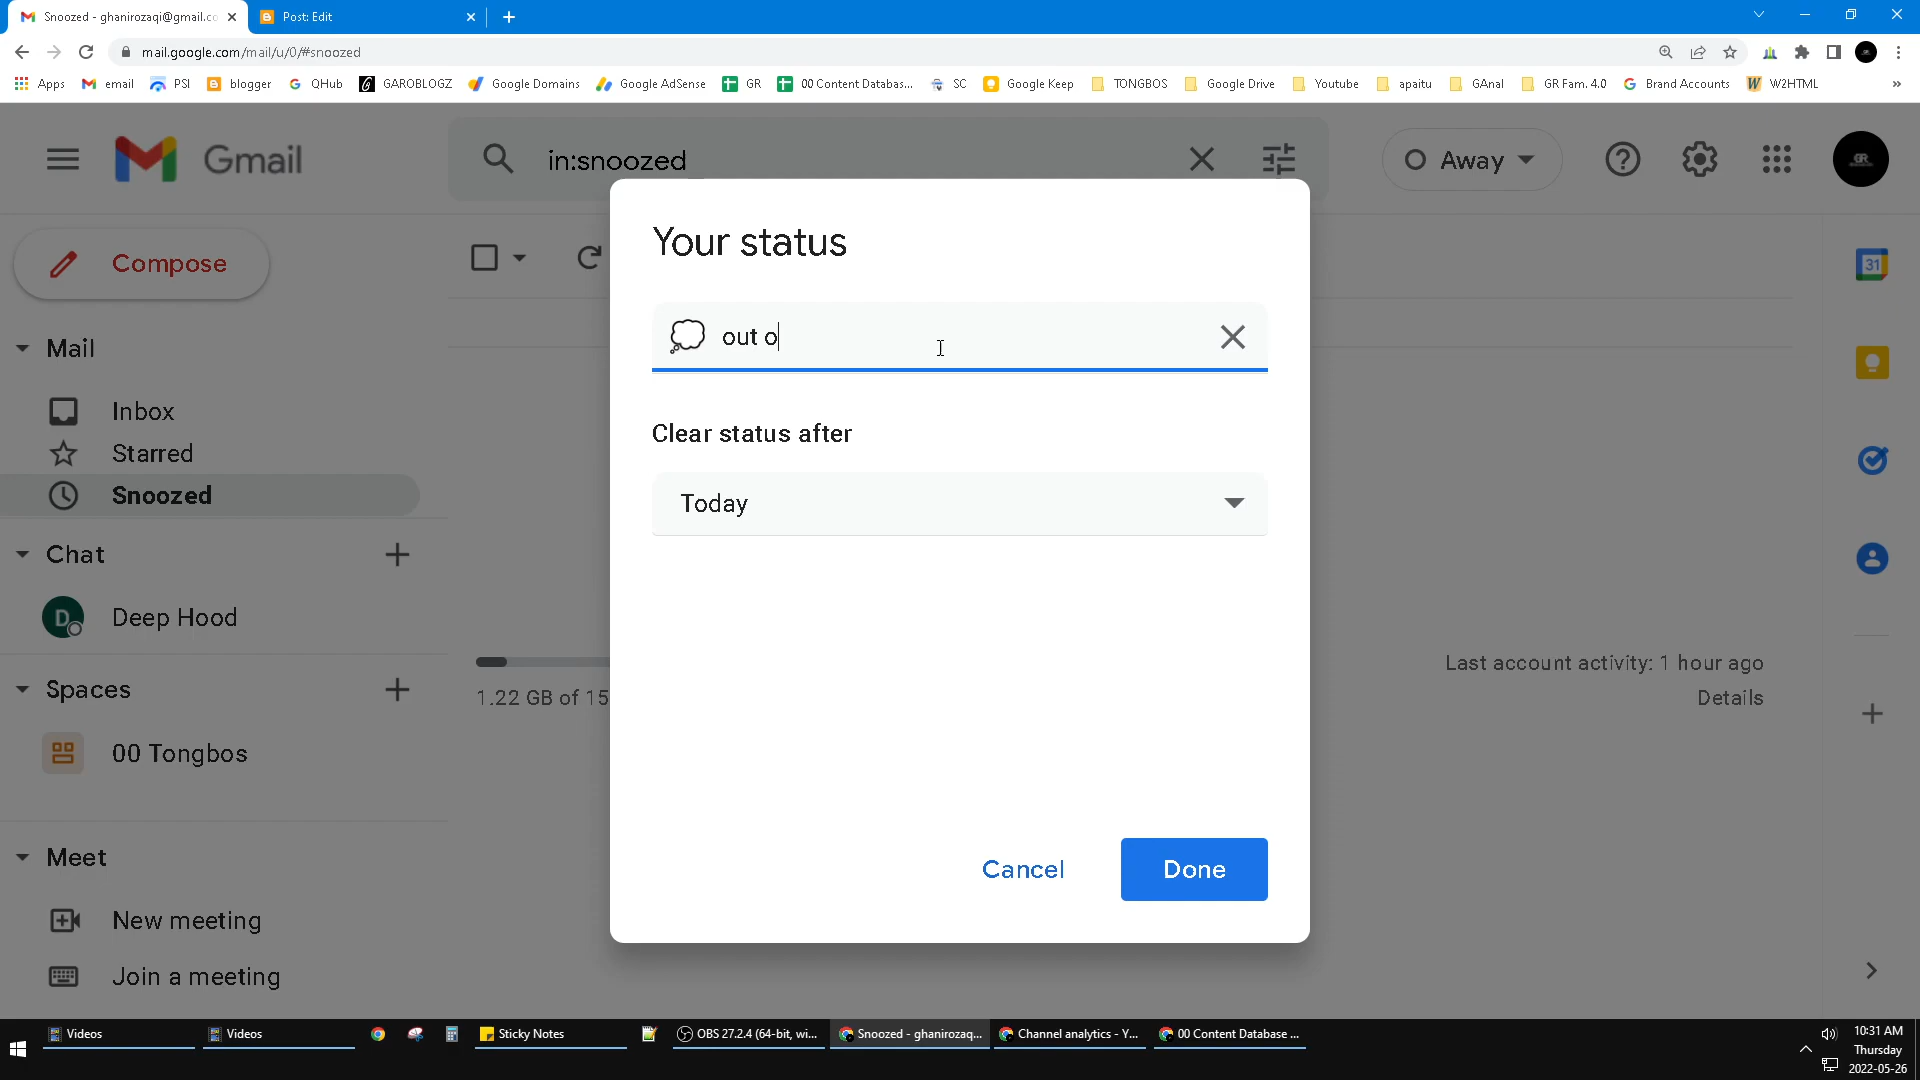 Snoozed - ghanirozaqi@gmail.co
Post: Edit
mail.google.com/mail/u/0/#snoozed
Apps
email
PSI
blogger
QHub
GAROBLOGZ
Google Domains
Google AdSense
GR
00 Content Databas...
SC
Google Keep
TONGBOS
Google Drive
Youtube
apaitu
GAnal
GR Fam. 4.0
Brand Accounts
W2HTML
»
Gmail
in:snoozed
Away
GR
Compose
Your status
31
Mail
out o
Inbox
Clear status after
Starred
Snoozed
Today
Chat
D
Deep Hood
Spaces
Last account activity: 1 hour ago
1.22 GB of 15
Details
00 Tongbos
Meet
Cancel
Done
New meeting
Join a meeting
Videos
Videos
Sticky Notes
OBS 27.2.4 (64-bit, wi...
Snoozed - ghanirozaq...
Channel analytics - Y...
00 Content Database ...
10:31 AM
Thursday
2022-05-26